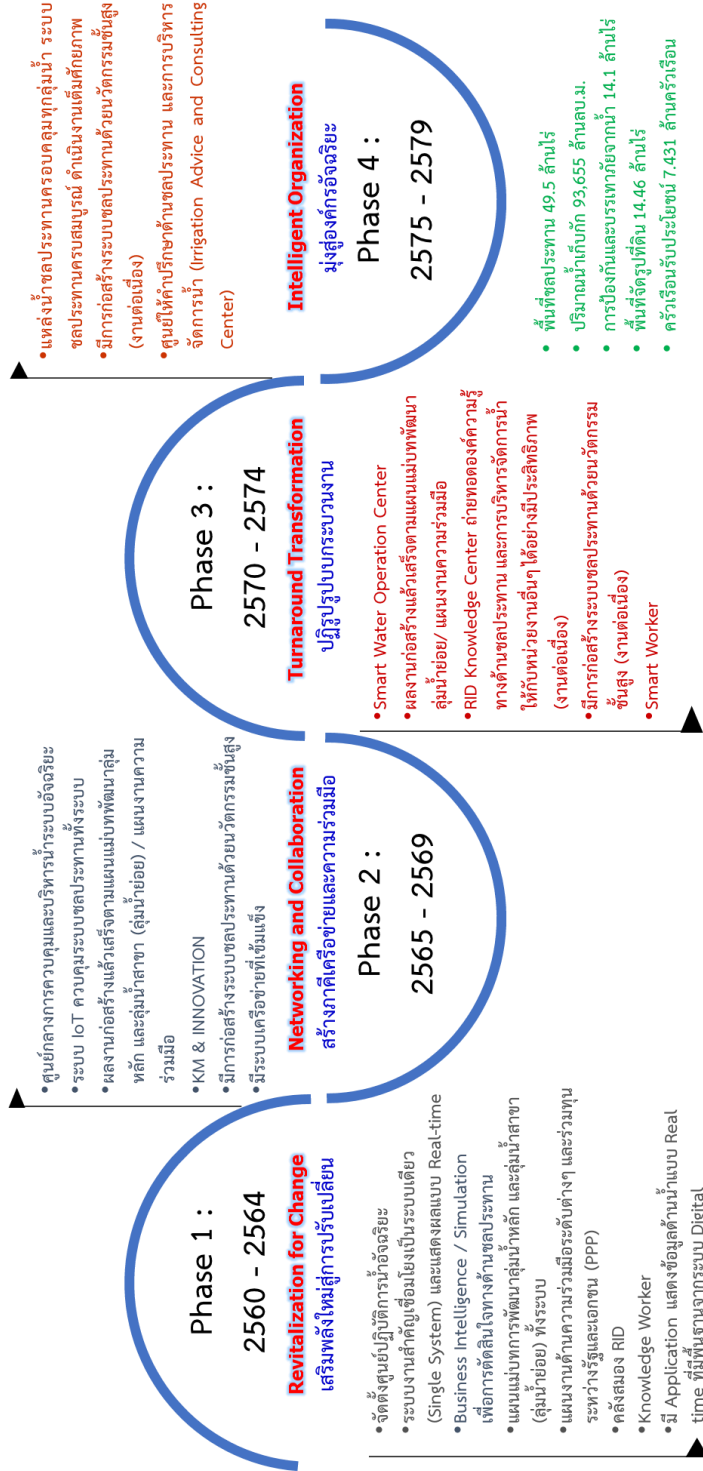 Phase 1 :
2560 - 2564
Revitalization for Change
เสริมพลังใหม่สู่การปรับเปลี่ยน
•จัดตั้งศูนย์ปฏิบัติการน้ำอัจฉริยะ
•ระบบงานสำคัญเชื่อมโยงเป็นระบบเดียว
(Single System) และแสดงผลแบบ Real-time
•Business Intelligence / Simulation
เพื่อการตัดสินใจทางด้านชลประทาน
•แผนแม่บทการพัฒนาลุ่มน้ำหลัก และลุ่มน้ำสาขา
(ลุ่มน้ำย่อย) ทั้งระบบ
•แผนงานด้านความร่วมมือระดับต่างๆ และร่วมทุน
ระหว่างรัฐและเอกชน (PPP)
•คลังสมอง RID
•Knowledge Worker
•มี Application แสดงข้อมูลด้านน้ำแบบ Real
time ที่มีพื้นฐานจากระบบ Digital
•ศูนย์กลางการควบคุมและบริหารน้ำระบบอัจฉริยะ
•ระบบ IoT ควบคุมระบบชลประทานทั้งระบบ
•ผลงานก่อสร้างแล้วเสร็จตามแผนแม่บทพัฒนาลุ่ม
หลัก และลุ่มน้ำสาขา (ลุ่มน้ำย่อย) / แผนงานความ
ร่วมมือ
•KM & INNOVATION
•มีการก่อสร้างระบบชลประทานด้วยนวัตกรรมชั้นสูง
•มีระบบเครือข่ายที่เข้มแข็ง
Networking and Collaboration
สร้างภาคีเครือข่ายและความร่วมมือ
Phase 2 :
2565 - 2569
Phase 3 :
2570 - 2574
Turnaround Transformation
ปฏิรูปรูปแบบกระบวนงาน
•Smart Water Operation Center
•ผลงานก่อสร้างแล้วเสร็จตามแผนแม่บทพัฒนา
ลุ่มน้ำย่อย/ แผนงานความร่วมมือ
•RID Knowledge Center ถ่ายทอดองค์ความรู้
ทางด้านชลประทาน และการบริหารจัดการน้ำ
ให้กับหน่วยงานอื่นๆ ได้อย่างมีประสิทธิภาพ
(งานต่อเนื่อง)
•มีการก่อสร้างระบบชลประทานด้วยนวัตกรรม
ชั้นสูง (งานต่อเนื่อง)
•Smart Worker
•แหล่งน้ำชลประทานครอบคลุมทุกลุ่มน้ำ ระบบ
ชลประทานครบสมบูรณ์ ดำเนินงานเต็มศักยภาพ
•มีการก่อสร้างระบบชลประทานด้วยนวัตกรรมชั้นสูง
(งานต่อเนื่อง)
•ศูนย์ให้คำปรึกษาด้านชลประทาน และการบริหาร
จัดการน้ำ (Irrigation Advice and Consulting
Center)
Intelligent Organization
มุ่งสู่องค์กรอัจฉริยะ
Phase 4 :
2575 - 2579
• พื้นที่ชลประทาน 49.5 ล้านไร่
• ปริมาณน้ำเก็บกัก 93,655 ล้านลบ.ม.
• การป้องกันและบรรเทาภัยจากน้ำ 14.1 ล้านไร่
• พื้นที่จัดรูปที่ดิน 14.46 ล้านไร่
• ครัวเรือนรับประโยชน์ 7.431 ล้านครัวเรือน